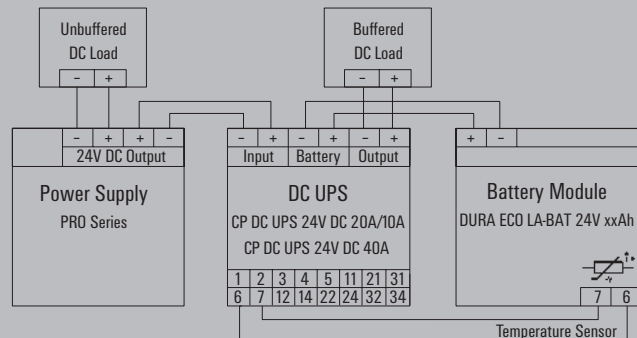 Unbuffered
DC Load
- +
Buffered
DC Load
- +
- + + -
24V DC Output
Power Supply
PRO Series
- + - + - +
Input Battery Output
DC UPS
CP DC UPS 24V DC 20A/10A
CP DC UPS 24V DC 40A
1 2 3 4 5 11 21 31
6 7 12 14 22 24 32 34
+ -
Battery Module
DURA ECO LA-BAT 24V xxAh
7 6
Temperature Sensor